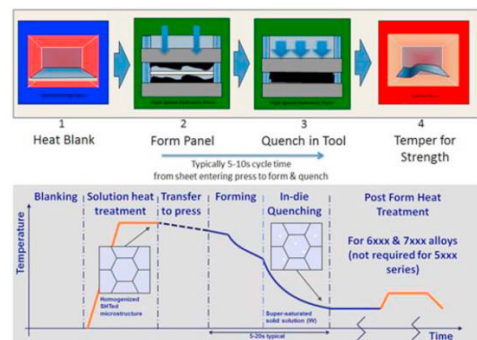 1
2
3
4
Heat Blank
Form Panel
Quench in Tool
Temper for
Strength
Typically 5-10s cycle time
from sheet entering press to form & quench
Blanking
Solution heat
treatment
Transfer
to press
Forming
In-die
Quenching
Post Form Heat
Treatment
Temperature
For 6xxx & 7xxx alloys
(not required for 5xxx
series)
Homogenized
SHTed
microstructure
Super-saturated
solid solution (W)
5-20s typical
Time